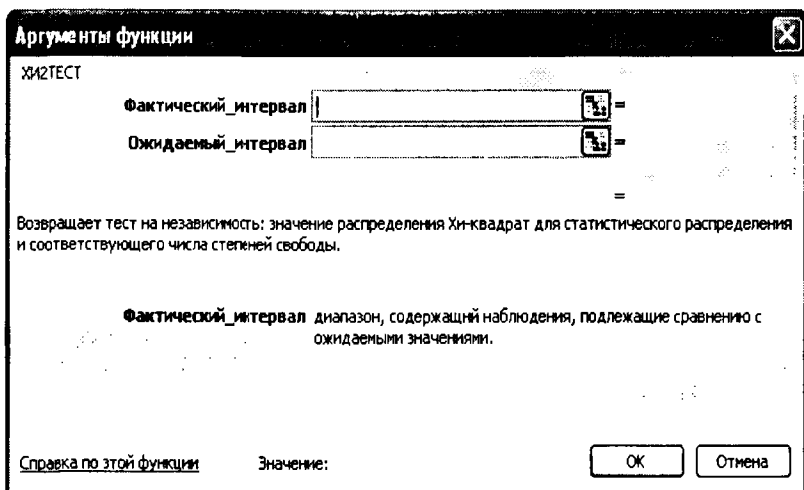 Аргументы функции
ХИ2ТЕСТ
Фактический_интервал =
Ожидаемый_интервал =
=
Возвращает тест на независимость: значение распределения Хи-квадрат для статистического распределения
и соответствующего числа степеней свободы.
Фактический_интервал диапазон, содержащий наблюдения, подлежащие сравнению с
ожидаемыми значениями.
Справка по этой функции Значение: ОК Отмена